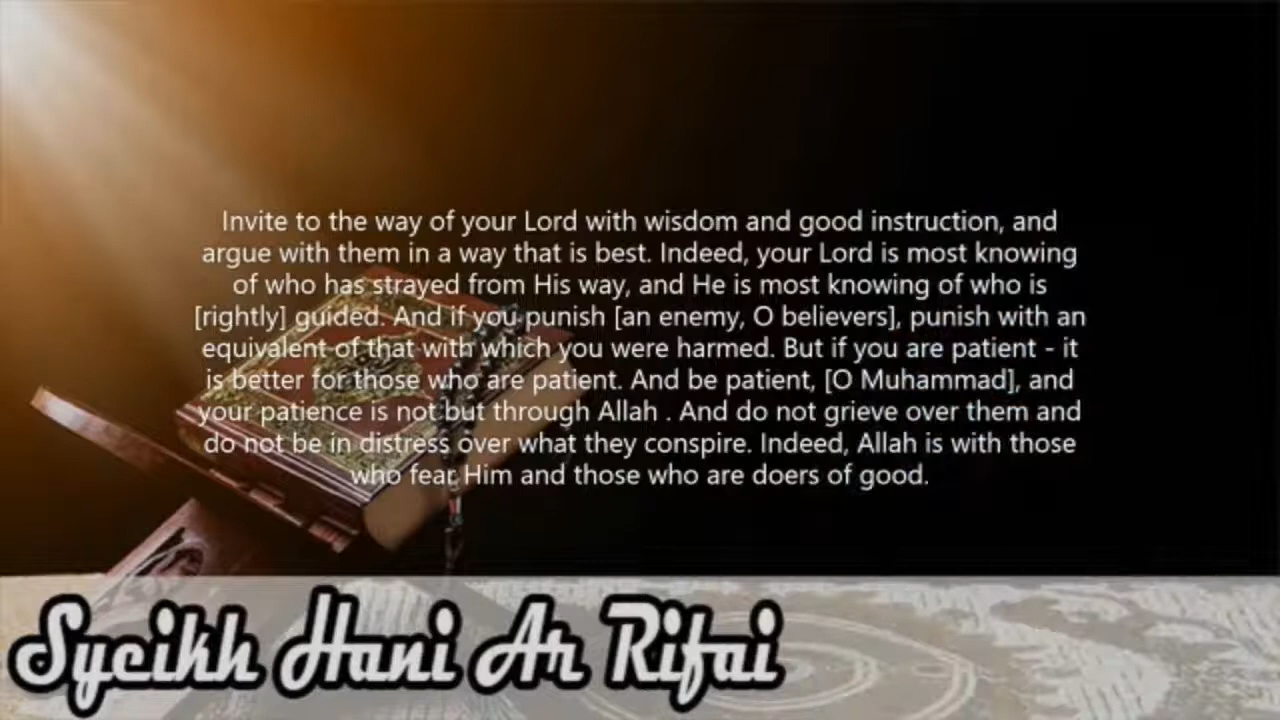 Invite to the way of your Lord with wisdom and good instruction, and
argue with them in a way that is best. Indeed, your Lord is most knowing
of who has strayed from His way, and He is most knowing of who is
[rightly] guided. And if you punish [an enemy, O believers], punish with an
equivalent of that with which you were harmed. But if you are patient - it
is better for those who are patient. And be patient, [O Muhammad], and
your patience is not but through Allah . And do not grieve over them and
do not be in distress over what they conspire. Indeed, Allah is with those
who fear Him and those who are doers of good.
Syeikh Hani Ar Rifai